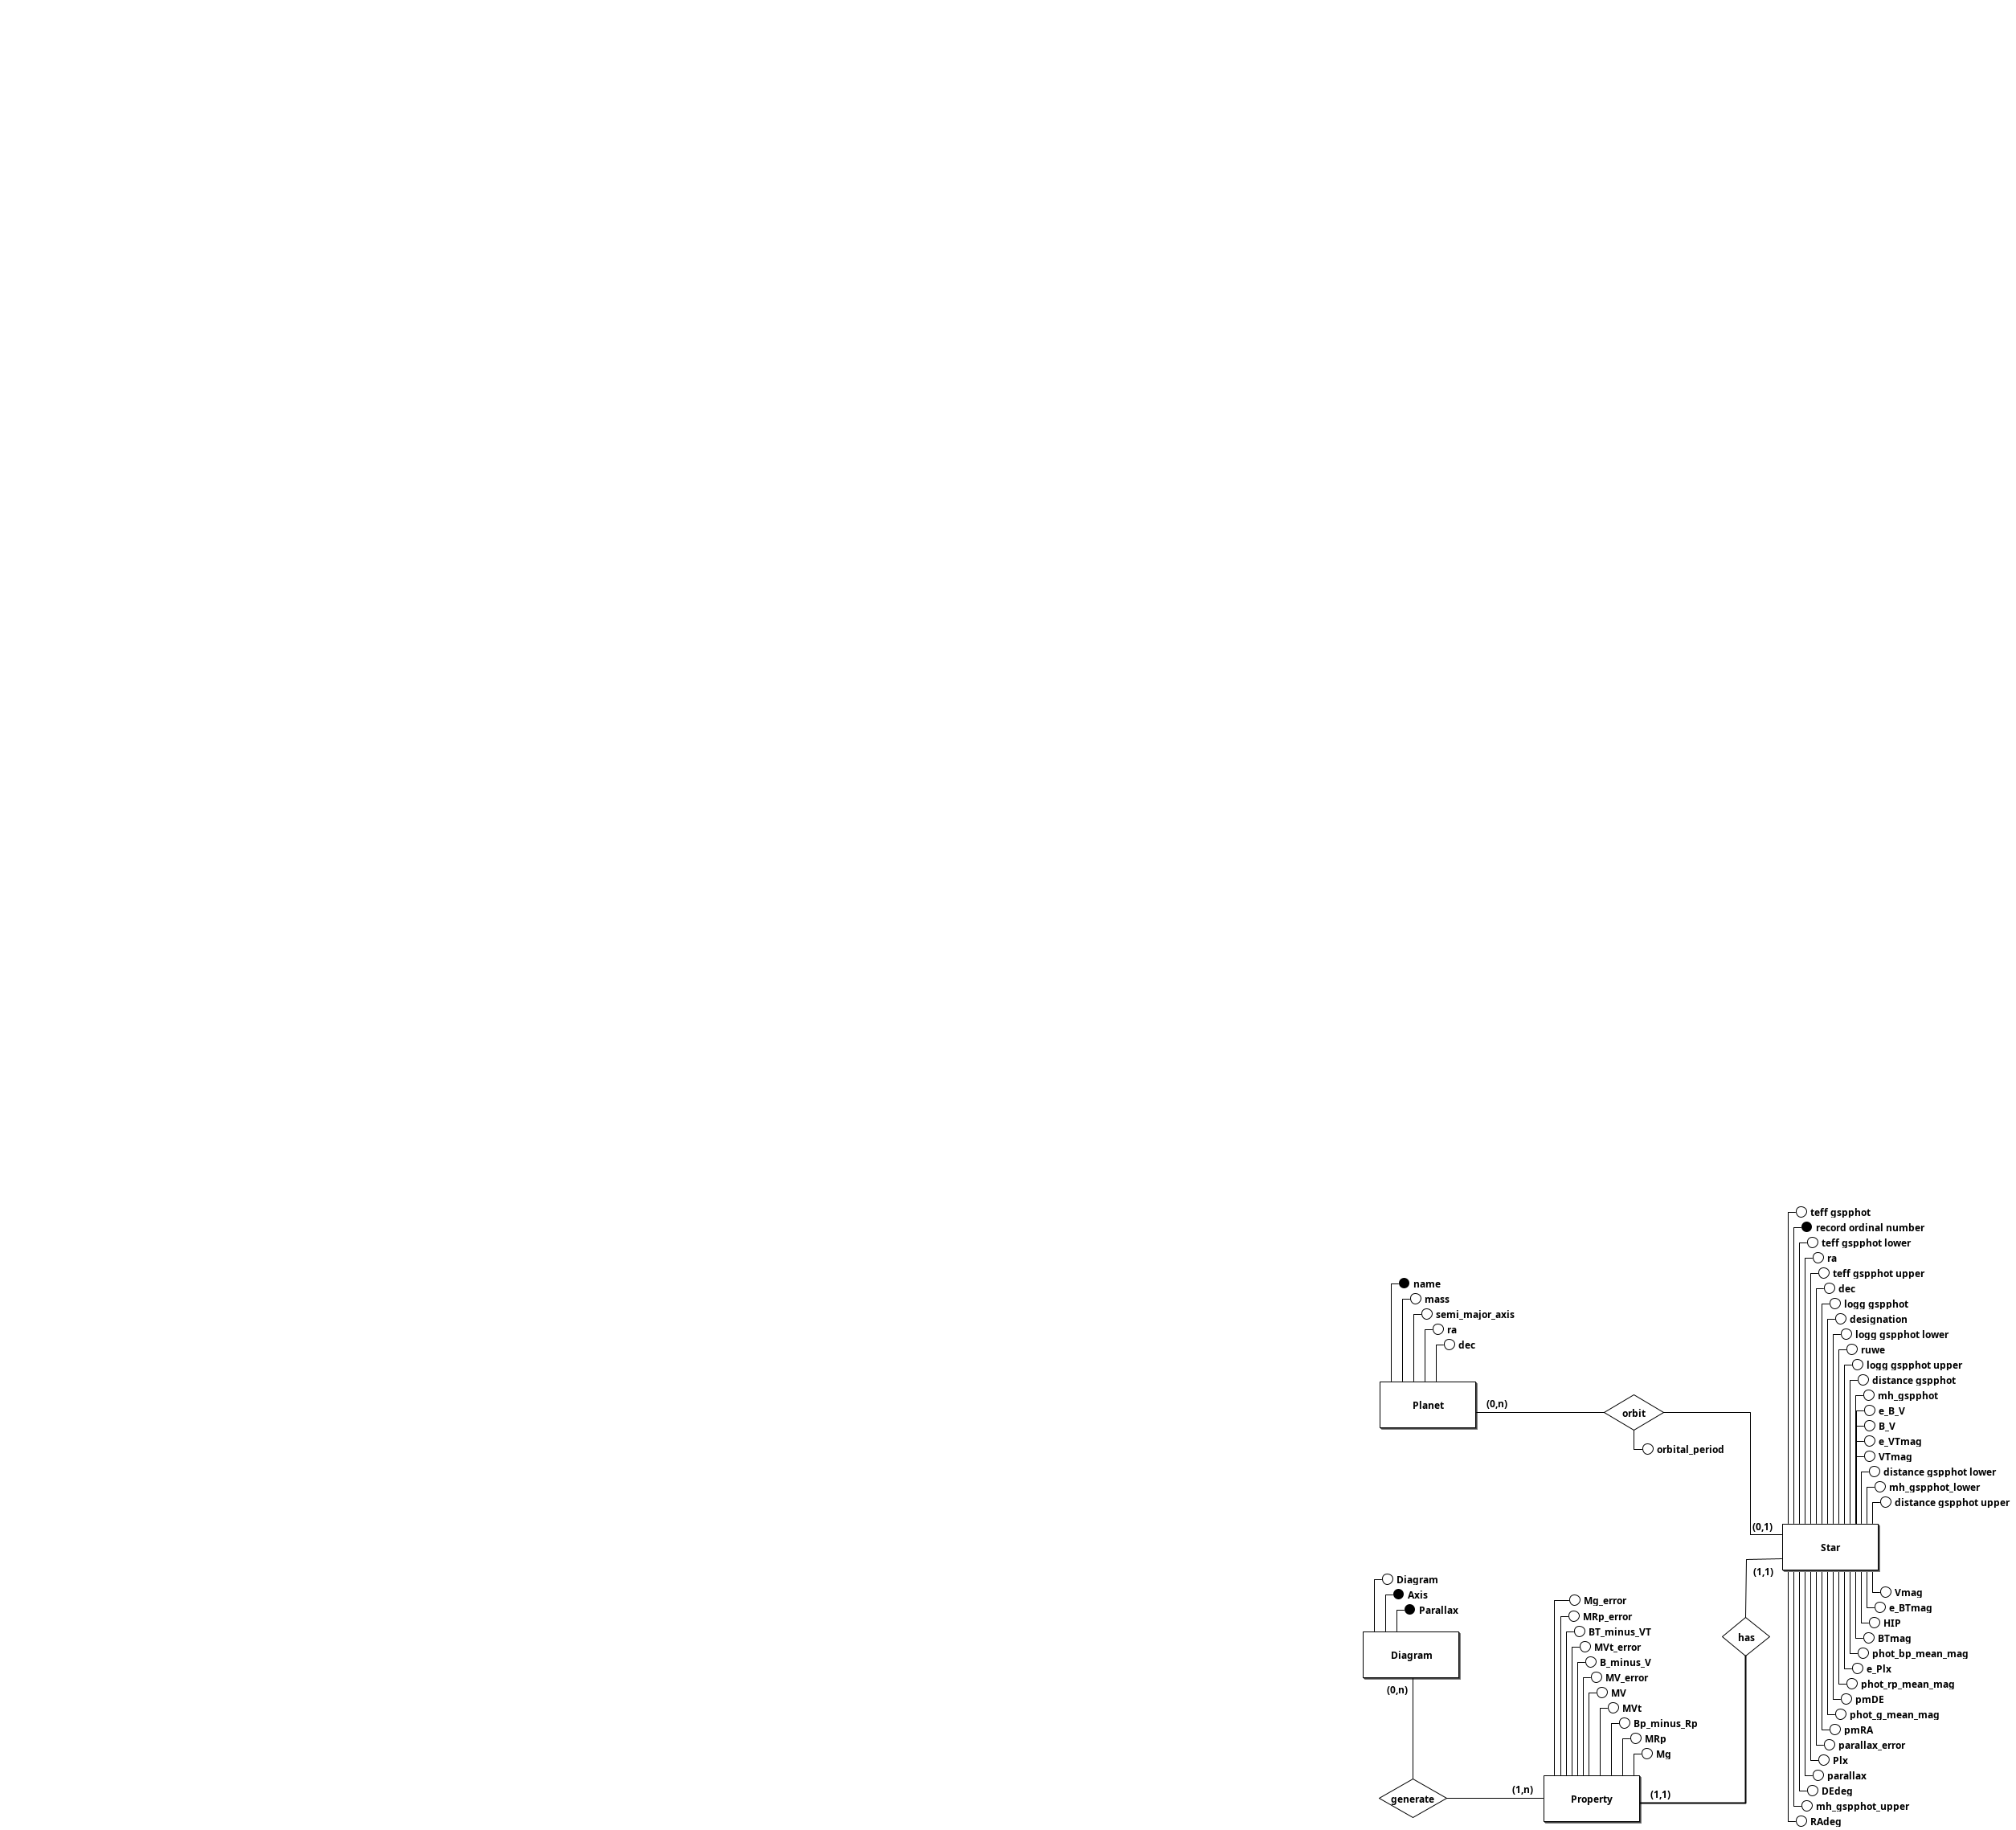 teff gspphot
record ordinal number
teff gspphot lower
ra
teff gspphot upper
dec
logg gspphot
designation
logg gspphot lower
ruwe
logg gspphot upper
distance gspphot
mh_gspphot
e_B_V
B_V
e_VTmag
VTmag
distance gspphot lower
mh_gspphot_lower
distance gspphot upper
name
mass
semi_major_axis
ra
dec
Planet
(0,n)
orbit
orbital_period
(0,1)
Star
(1,1)
has
Diagram
Axis
Parallax
Diagram
(0,n)
generate
(1,n)
Mg_error
MRp_error
BT_minus_VT
MVt_error
B_minus_V
MV_error
MV
MVt
Bp_minus_Rp
MRp
Mg
Property
(1,1)
Vmag
e_BTmag
HIP
BTmag
phot_bp_mean_mag
e_Plx
phot_rp_mean_mag
pmDE
phot_g_mean_mag
pmRA
parallax_error
Plx
parallax
DEdeg
mh_gspphot_upper
RAdeg